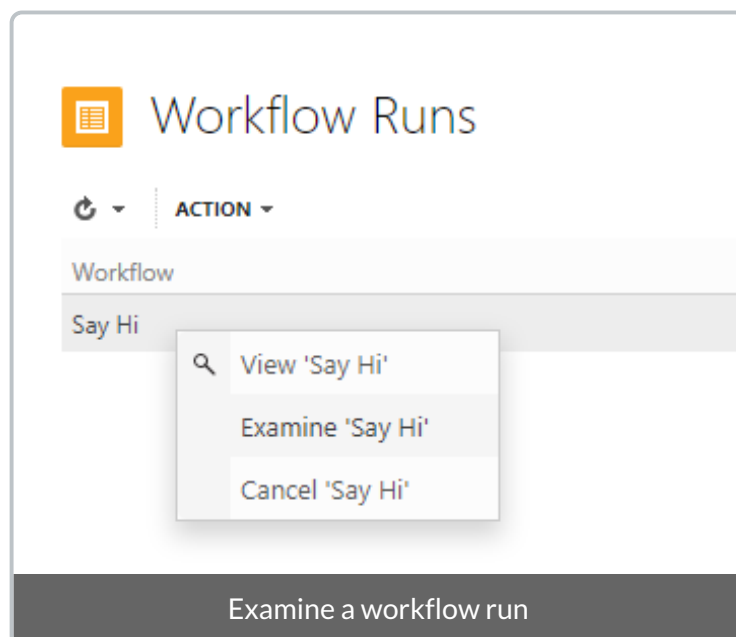 Workflow Runs
ACTION
Workflow
Say Hi
View 'Say Hi'
Examine 'Say Hi'
Cancel 'Say Hi'
Examine a workflow run